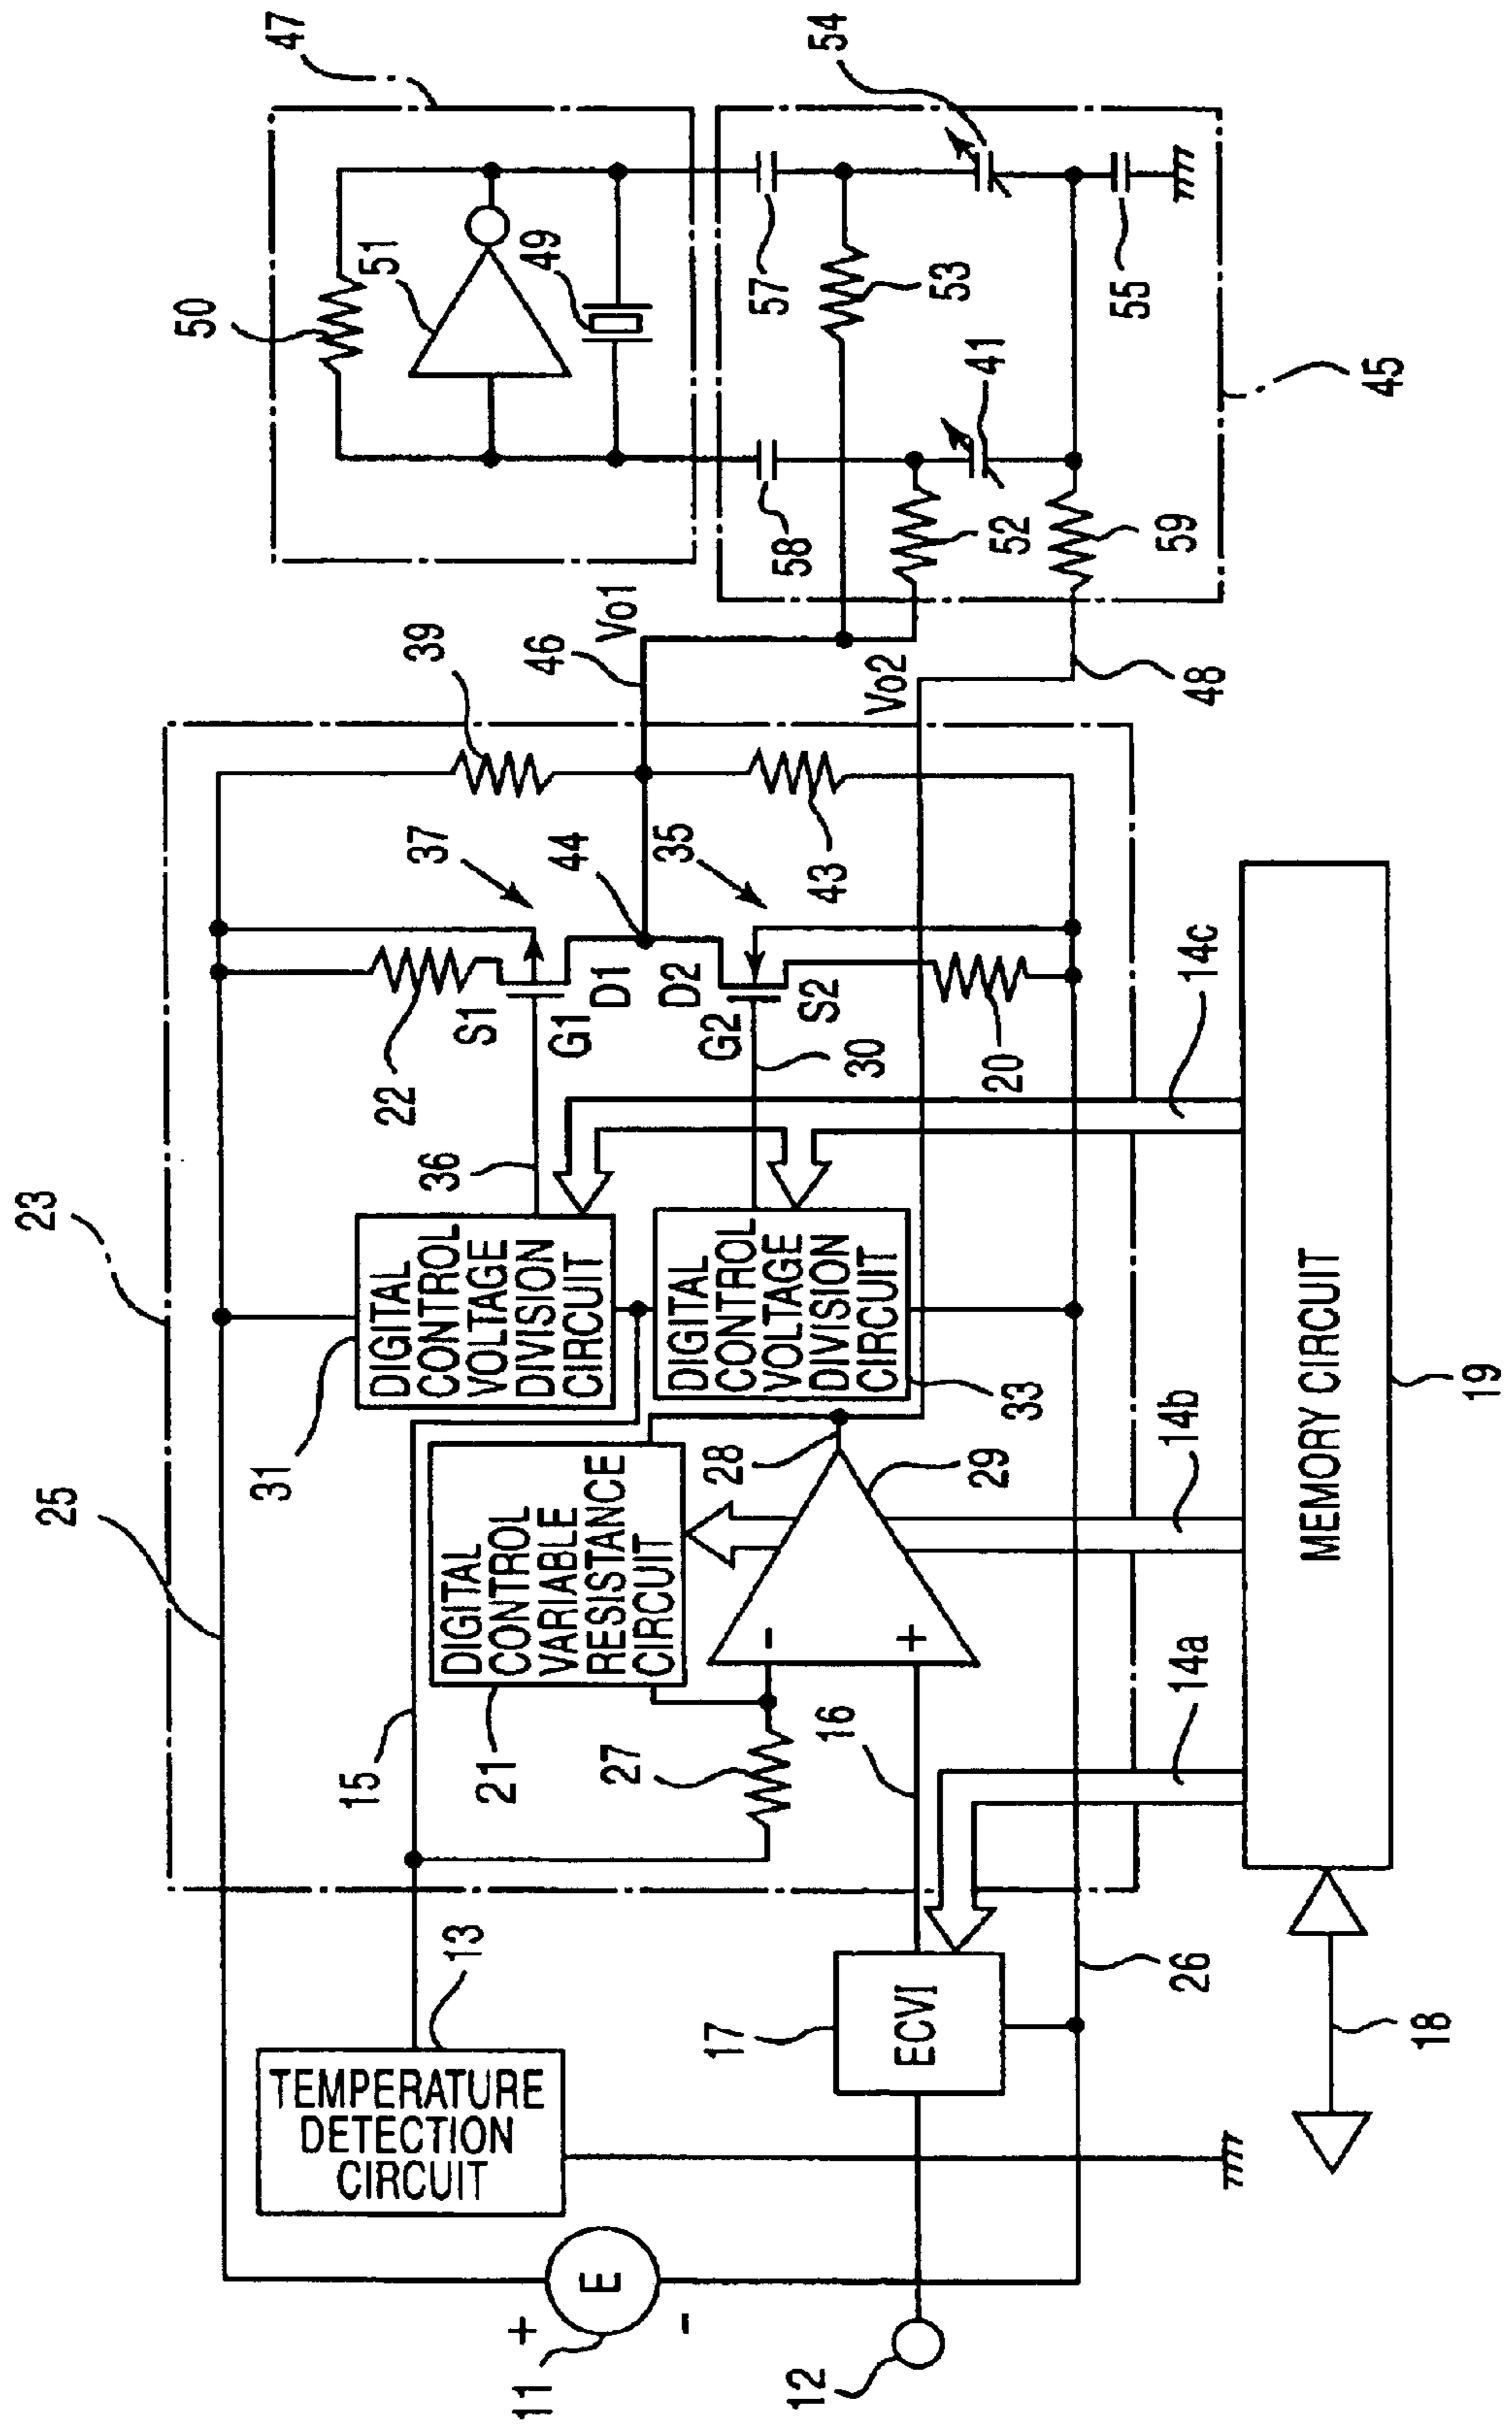 23
25
47
50
51
49
57
53
54
55
58
41
52
59
45
39
46
Vo1
Vo2
48
37
44
35
43
22
S1
G1
D1
D2
G2
S2
30
20
36
31
DIGITAL
CONTROL
VOLTAGE
DIVISION
CIRCUIT
DIGITAL
CONTROL
VOLTAGE
DIVISION
CIRCUIT
33
15
21
DIGITAL
CONTROL
VARIABLE
RESISTANCE
CIRCUIT
27
28
29
-
+
16
14a
14b
14c
MEMORY CIRCUIT
19
18
13
TEMPERATURE
DETECTION
CIRCUIT
17
ECVI
26
11
+
E
-
12